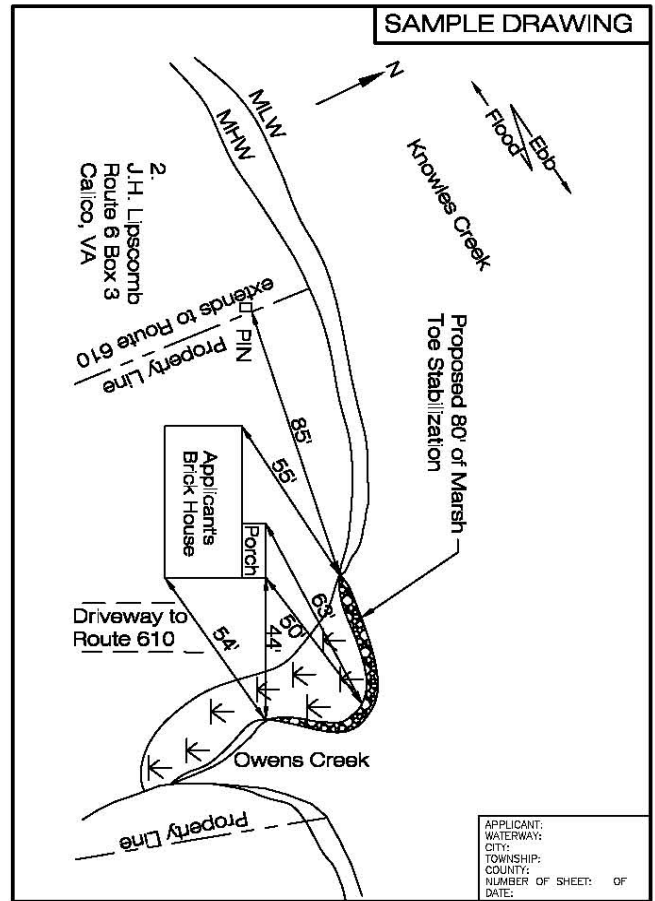 SAMPLE DRAWING
N
MLW
MHW
Flood
Ebb
Knowles Creek
2.
J.H. Lipscomb
Route 6 Box 3
Calico, VA
extends to Route 610
Property Line
PIN
Proposed 80' of Marsh
Toe Stabilization
85'
55'
Applicant's
Brick House
Porch
63'
50'
44'
54'
Driveway to
Route 610
Owens Creek
Property Line
APPLICANT:
WATERWAY:
CITY:
TOWNSHIP:
COUNTY:
NUMBER OF SHEET: OF
DATE: